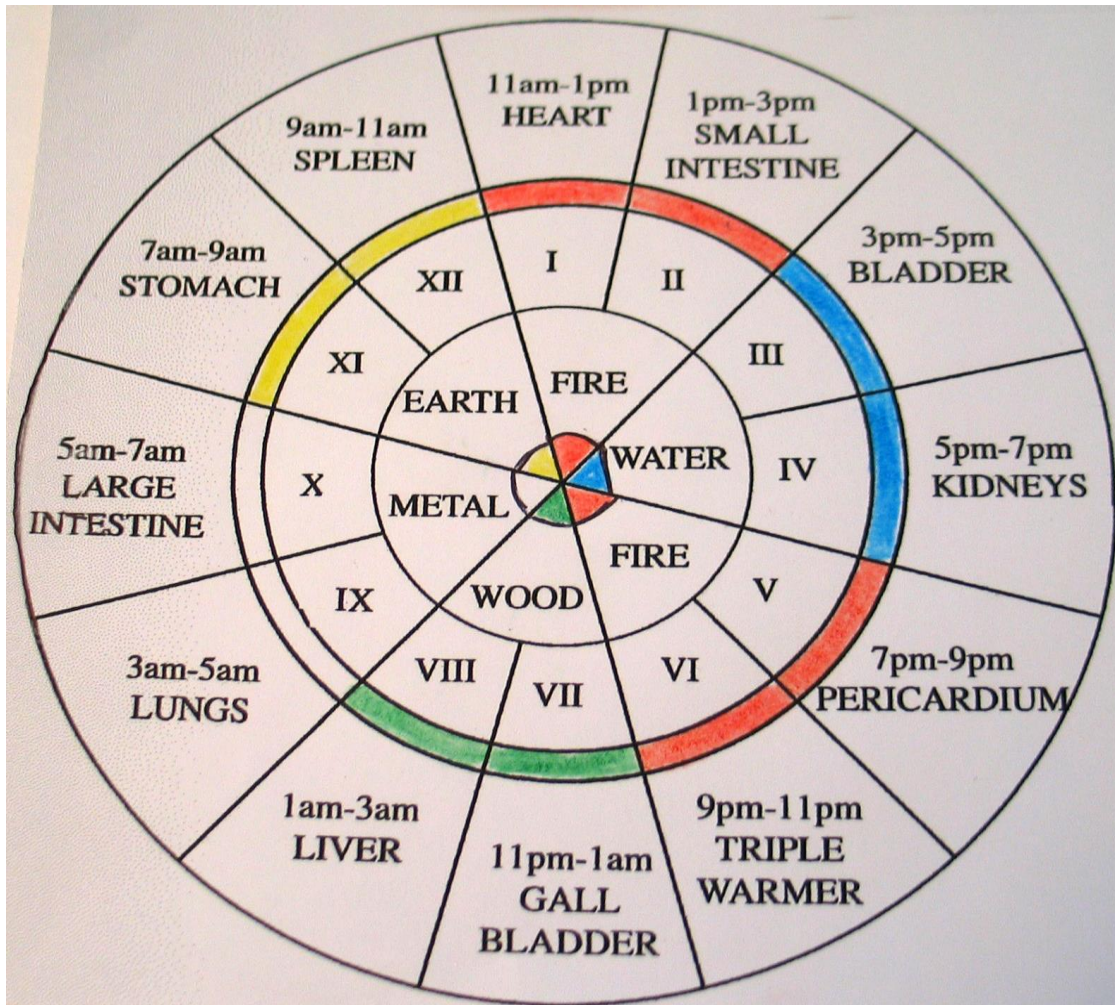 11am-1pm
HEART
1pm-3pm
SMALL
INTESTINE
3pm-5pm
BLADDER
5pm-7pm
KIDNEYS
7pm-9pm
PERICARDIUM
9pm-11pm
TRIPLE
WARMER
11pm-1am
GALL
BLADDER
1am-3am
LIVER
3am-5am
LUNGS
5am-7am
LARGE
INTESTINE
7am-9am
STOMACH
9am-11am
SPLEEN
I
II
III
IV
V
VI
VII
VIII
IX
X
XI
XII
FIRE
WATER
FIRE
WOOD
METAL
EARTH